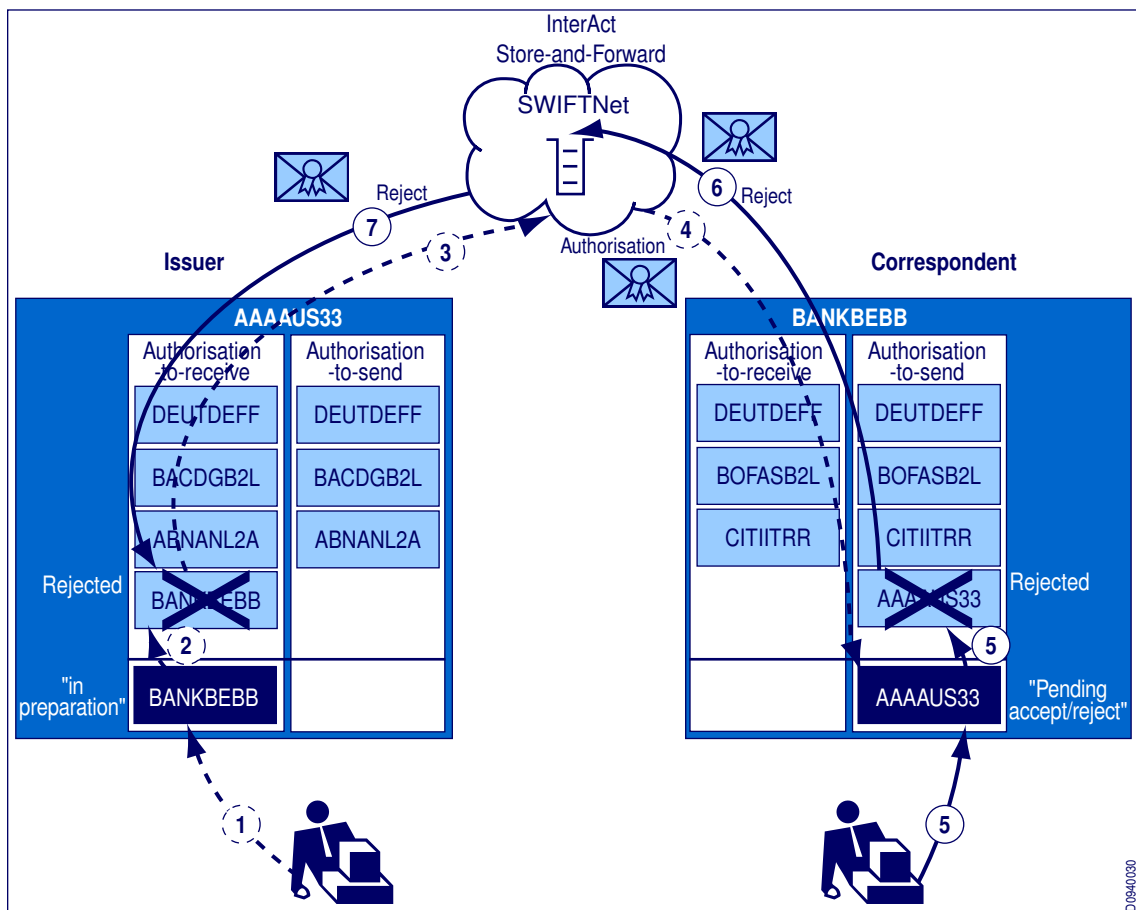 InterAct
Store-and-Forward
SWIFTNet
Reject
7
3
6
Reject
4
Authorisation
Issuer
Correspondent
AAAAUS33
Authorisation
-to-receive
Authorisation
-to-send
DEUTDEFF
DEUTDEFF
BACDGB2L
BACDGB2L
ABNANL2A
ABNANL2A
Rejected
BANKBEBB
2
"in
preparation"
BANKBEBB
1
BANKBEBB
Authorisation
-to-receive
Authorisation
-to-send
DEUTDEFF
DEUTDEFF
BOFASB2L
BOFASB2L
CITIITRR
CITIITRR
AAAAUS33
Rejected
5
AAAAUS33
"Pending
accept/reject"
5
D0940030